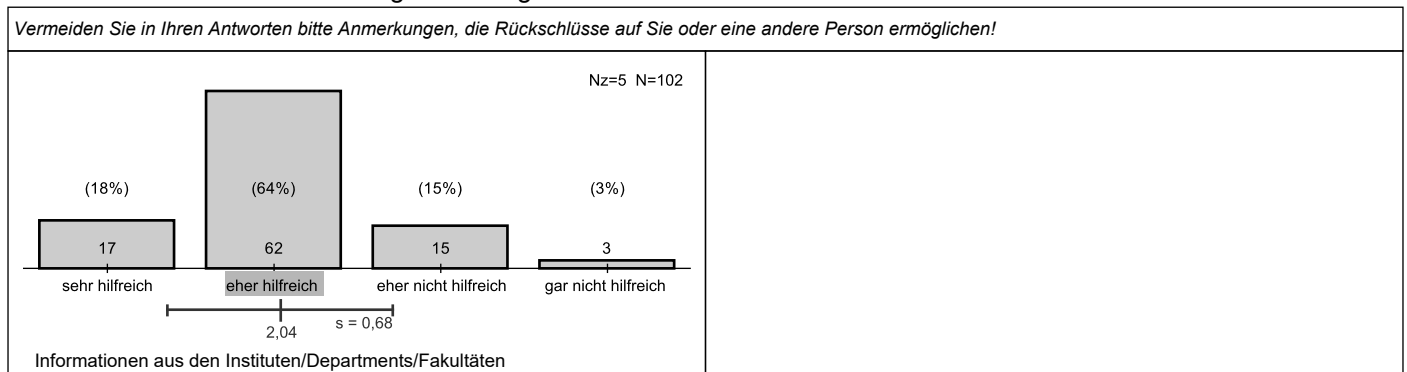 Vermeiden Sie in Ihren Antworten bitte Anmerkungen, die Rückschlüsse auf Sie oder eine andere Person ermöglichen!
Nz=5 N=102
(18%) (64%) (15%) (3%)
17 62 15 3
sehr hilfreich eher hilfreich eher nicht hilfreich gar nicht hilfreich
2,04 s = 0,68
Informationen aus den Instituten/Departments/Fakultäten